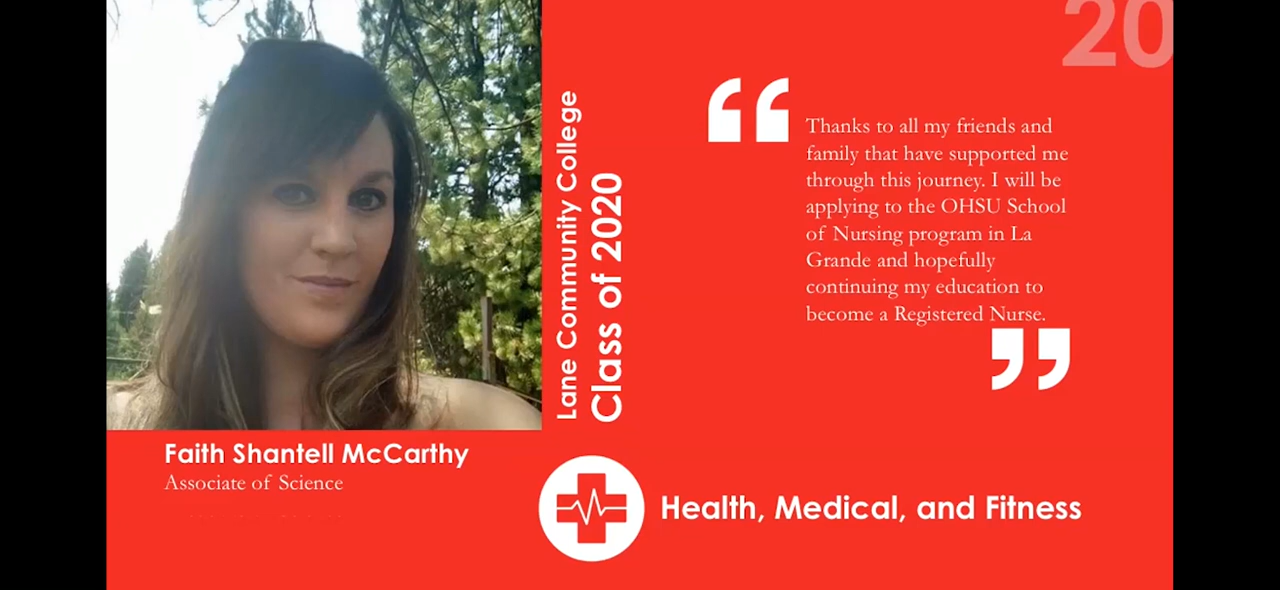 20
Lane Community College
Class of 2020
Thanks to all my friends and
family that have supported me
through this journey. I will be
applying to the OHSU School
of Nursing program in La
Grande and hopefully
continuing my education to
become a Registered Nurse.
Faith Shantell McCarthy
Associate of Science
Health, Medical, and Fitness